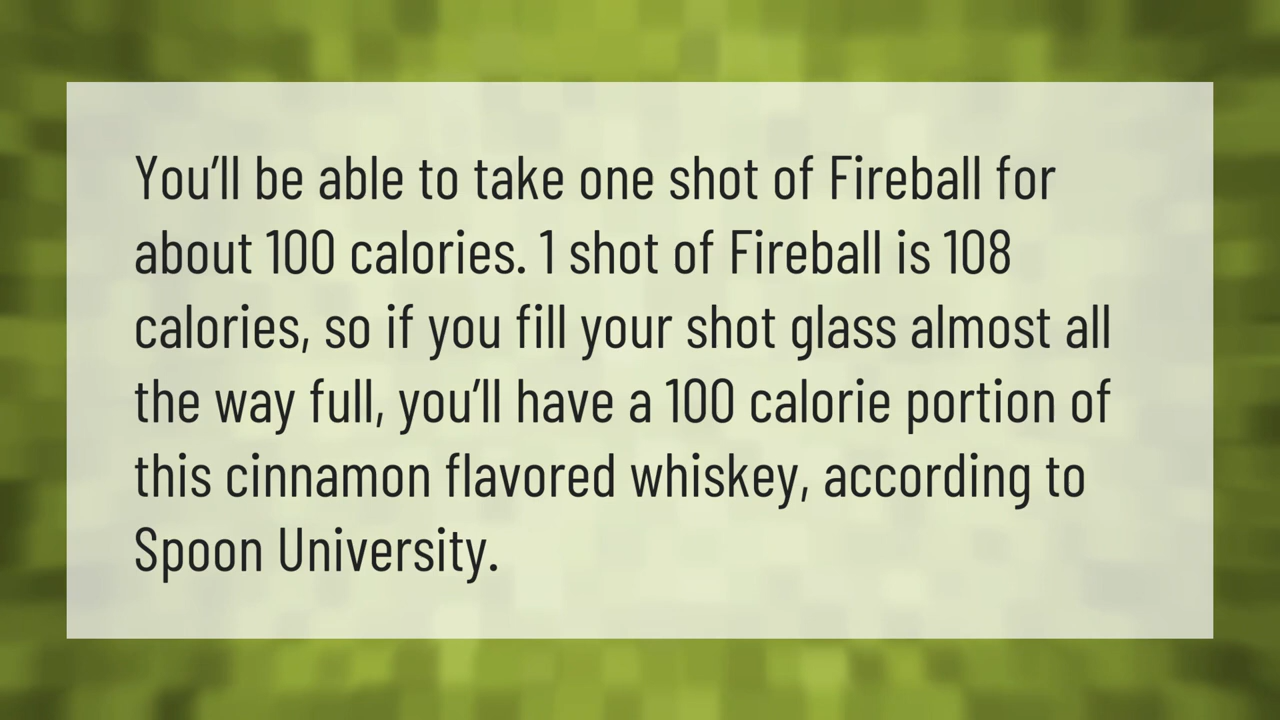 You’ll be able to take one shot of Fireball for
about 100 calories. 1 shot of Fireball is 108
calories, so if you fill your shot glass almost all
the way full, you’ll have a 100 calorie portion of
this cinnamon flavored whiskey, according to
Spoon University.